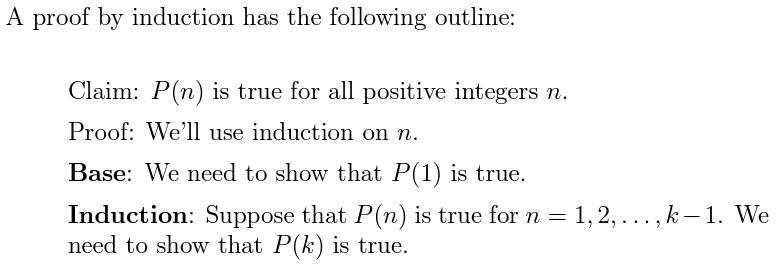 A proof by induction has the following outline:
Claim: P(n) is true for all positive integers n.
Proof: We'll use induction on n.
Base: We need to show that P(1) is true.
Induction: Suppose that P(n) is true for n = 1, 2, . . . , k − 1. We
need to show that P(k) is true.